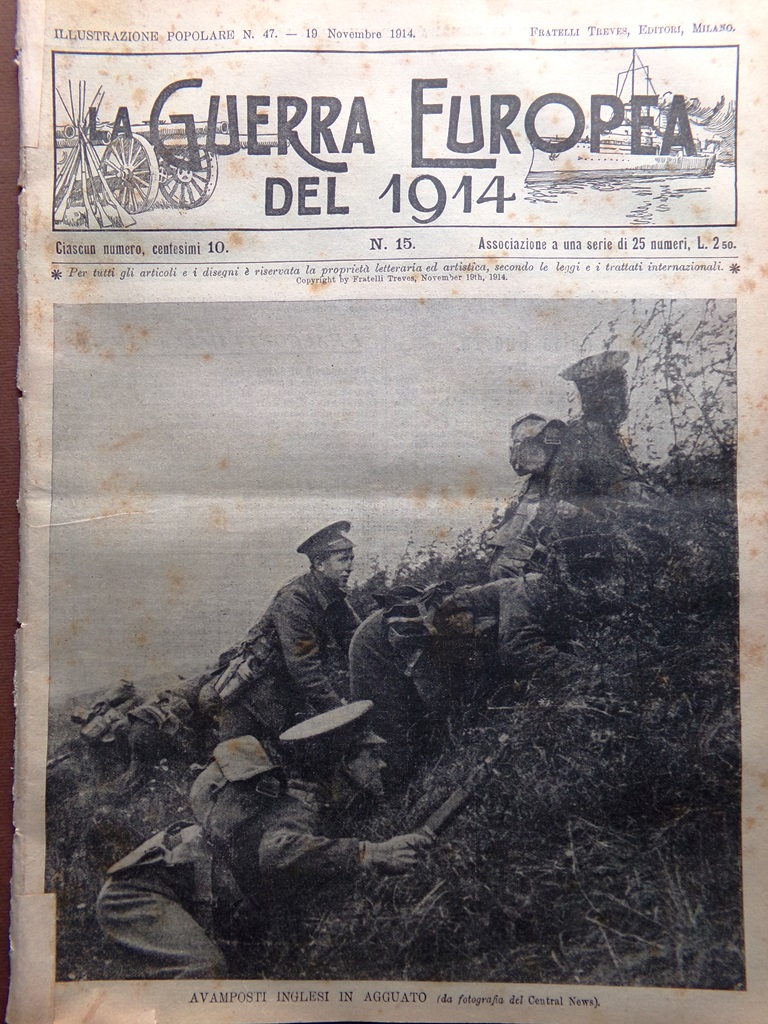 ILLUSTRAZIONE POPOLARE N. 47. — 19 Novembre 1914. FRATELLI TREVES, EDITORI, MILANO.
LA GUERRA EUROPEA
DEL 1914
Ciascun numero, centesimi 10. N. 15. Associazione a una serie di 25 numeri, L. 2 50.
* Per tutti gli articoli e i disegni è riservata la proprietà letteraria ed artistica, secondo le leggi e i trattati internazionali. *
Copyright by Fratelli Treves, November 19th, 1914.
AVAMPOSTI INGLESI IN AGGUATO (da fotografia del Central News).